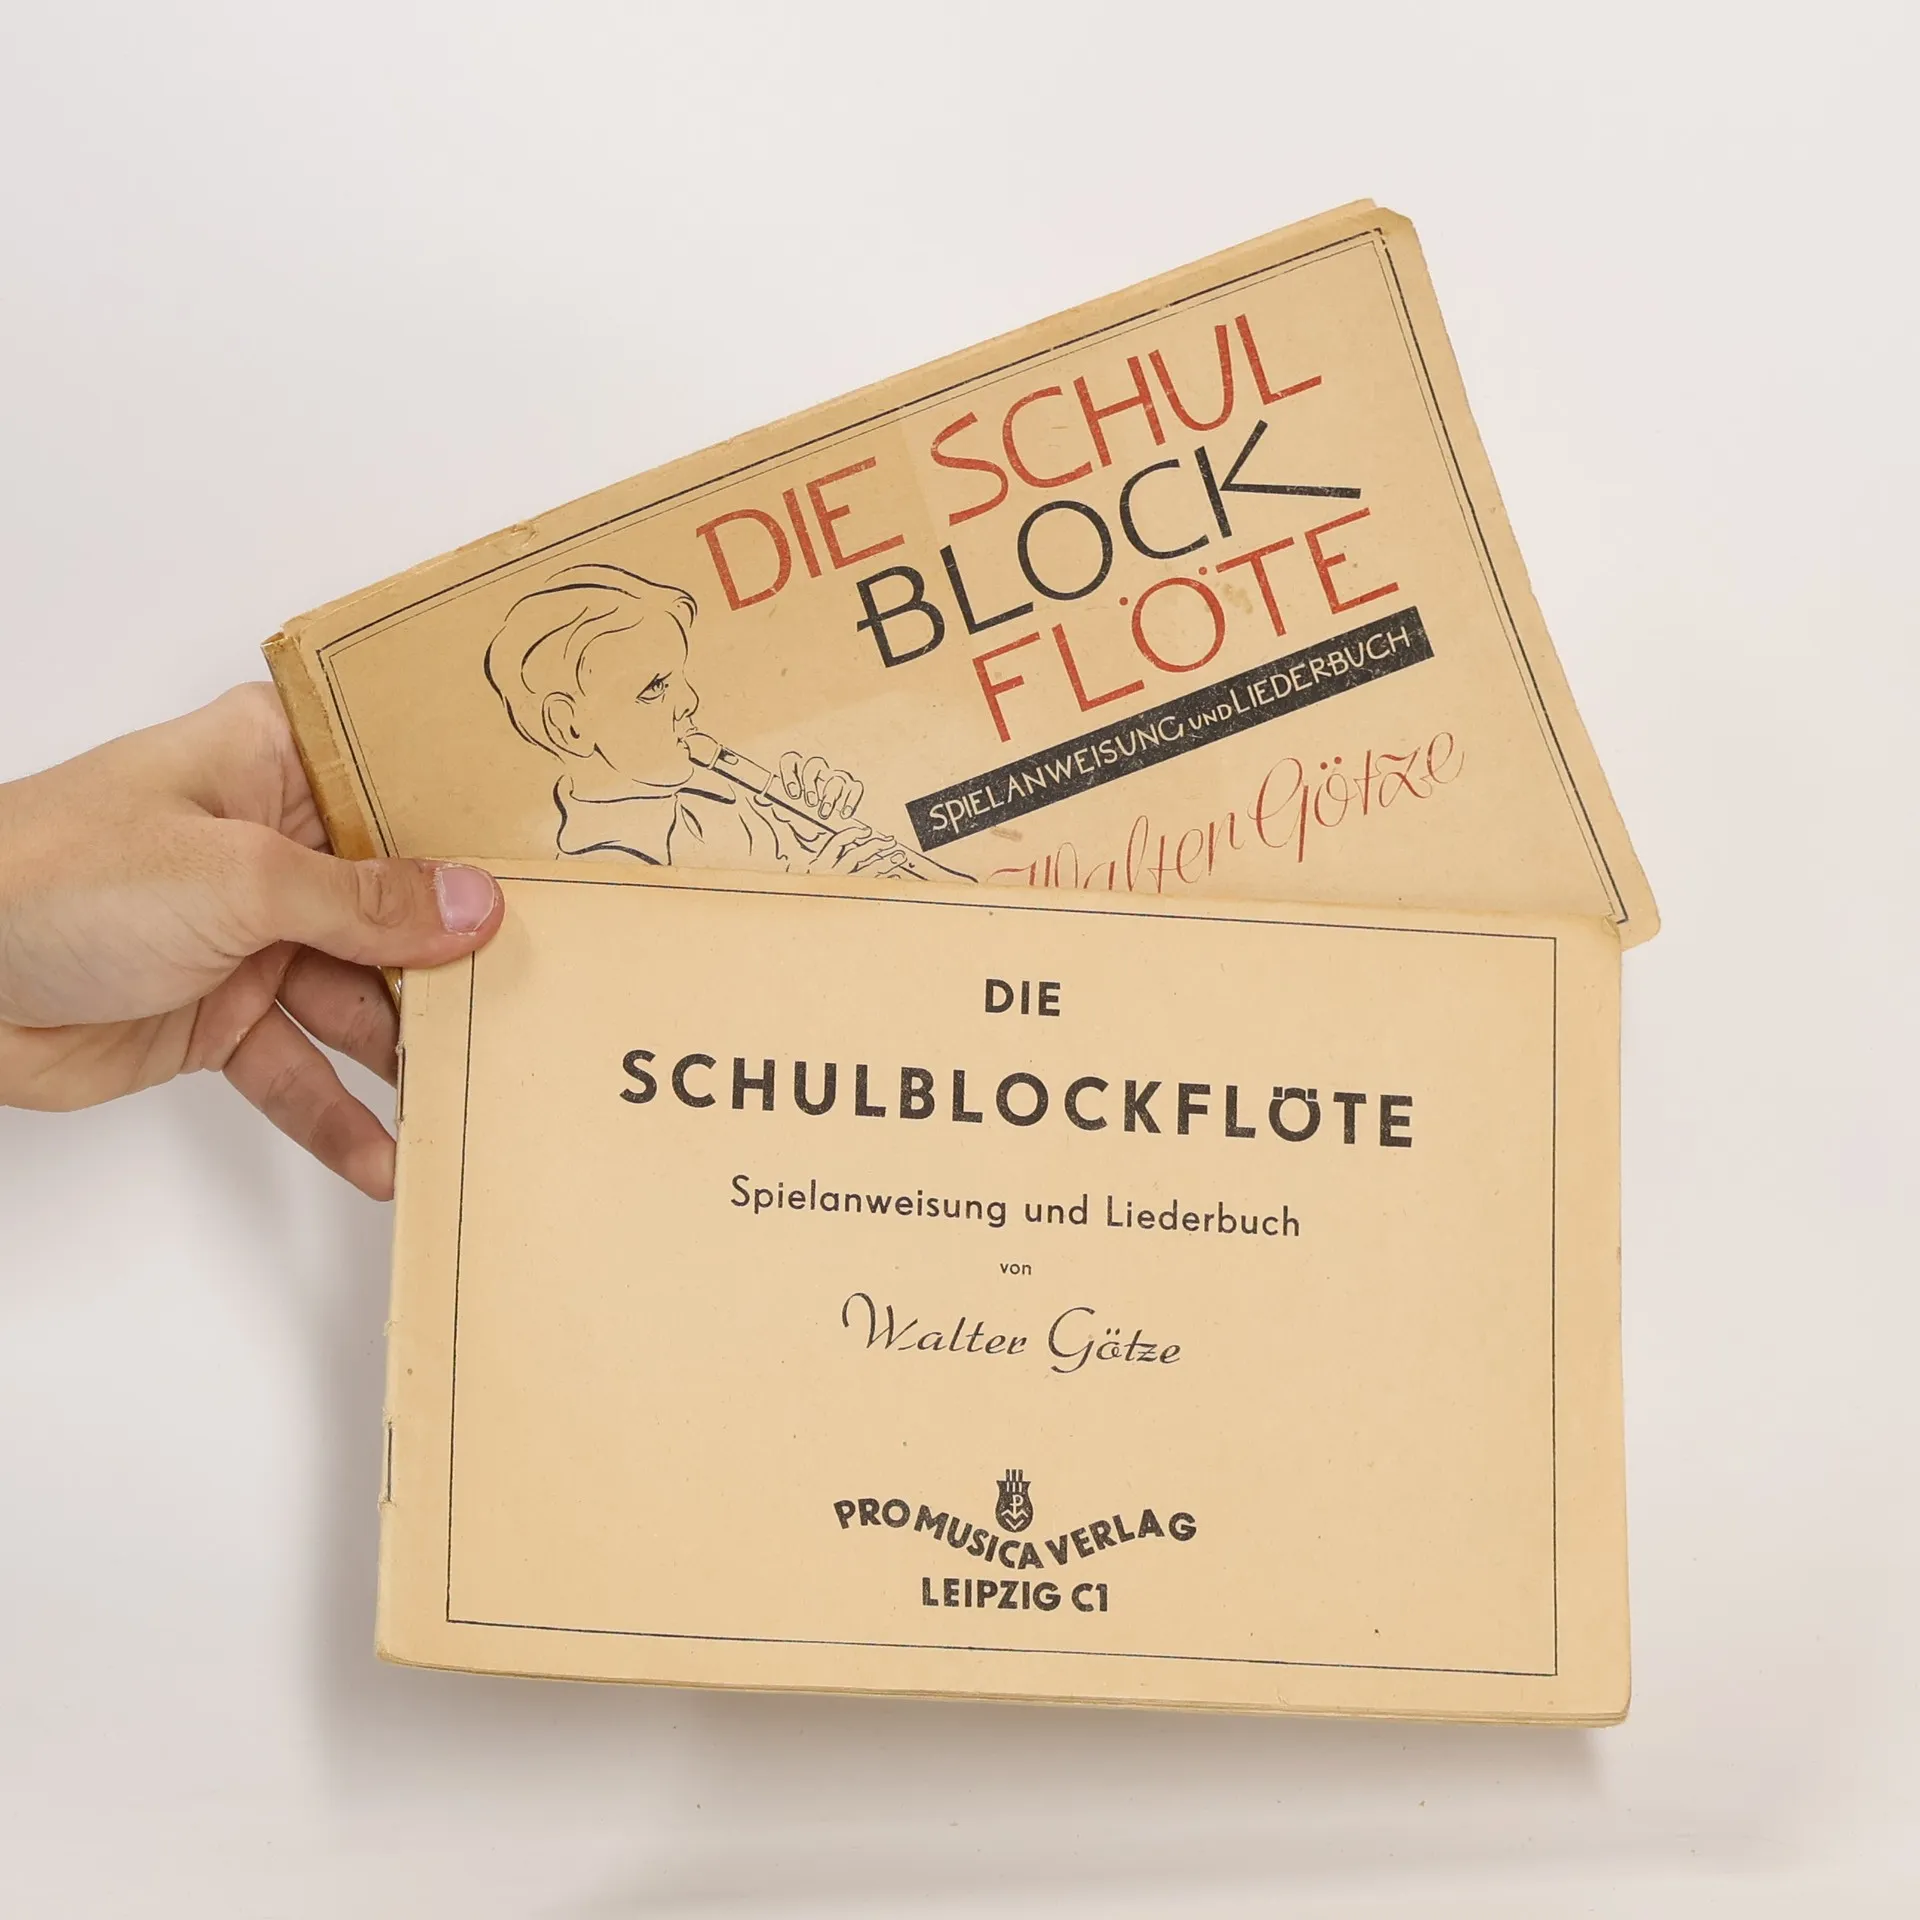 DIE SCHUL
BLOCK
FLÖTE
SPIELANWEISUNG UND LIEDERBUCH
Walter Götze
DIE
SCHULBLOCKFLÖTE
Spielanweisung und Liederbuch
von
Walter Götze
PRO MUSICA VERLAG
LEIPZIG C1